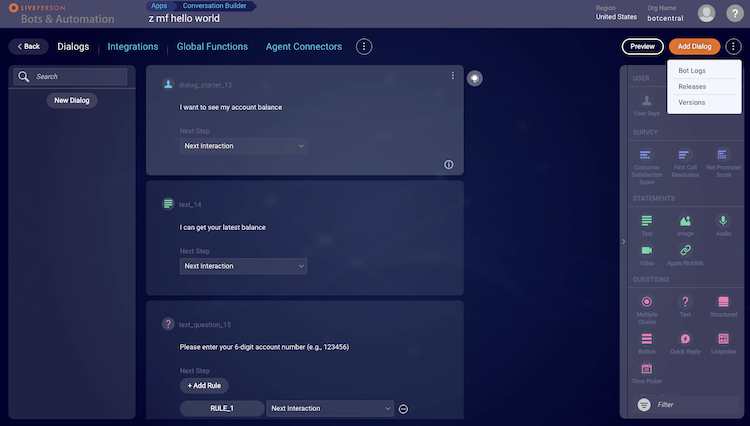 LIVEPERSON
Bots & Automation
Apps
Conversation Builder
z mf hello world
Region
United States
Org Name
botcentral
?
< Back
Dialogs
Integrations
Global Functions
Agent Connectors
Preview
Add Dialog
Bot Logs
Releases
Versions
Search
New Dialog
dialog_starter_13
I want to see my account balance
Next Step
Next Interaction
text_14
I can get your latest balance
Next Step
Next Interaction
?
text_question_15
Please enter your 6-digit account number (e.g., 123456)
Next Step
+ Add Rule
RULE_1
Next Interaction
USER
User Says
SURVEY
Customer Satisfaction Score
First Call Resolution
Net Promoter Score
STATEMENTS
Text
Image
Audio
Video
Apple Richlink
QUESTIONS
Multiple Choice
?
Text
Structured
Button
Quick Reply
Listpicker
Time Picker
Filter